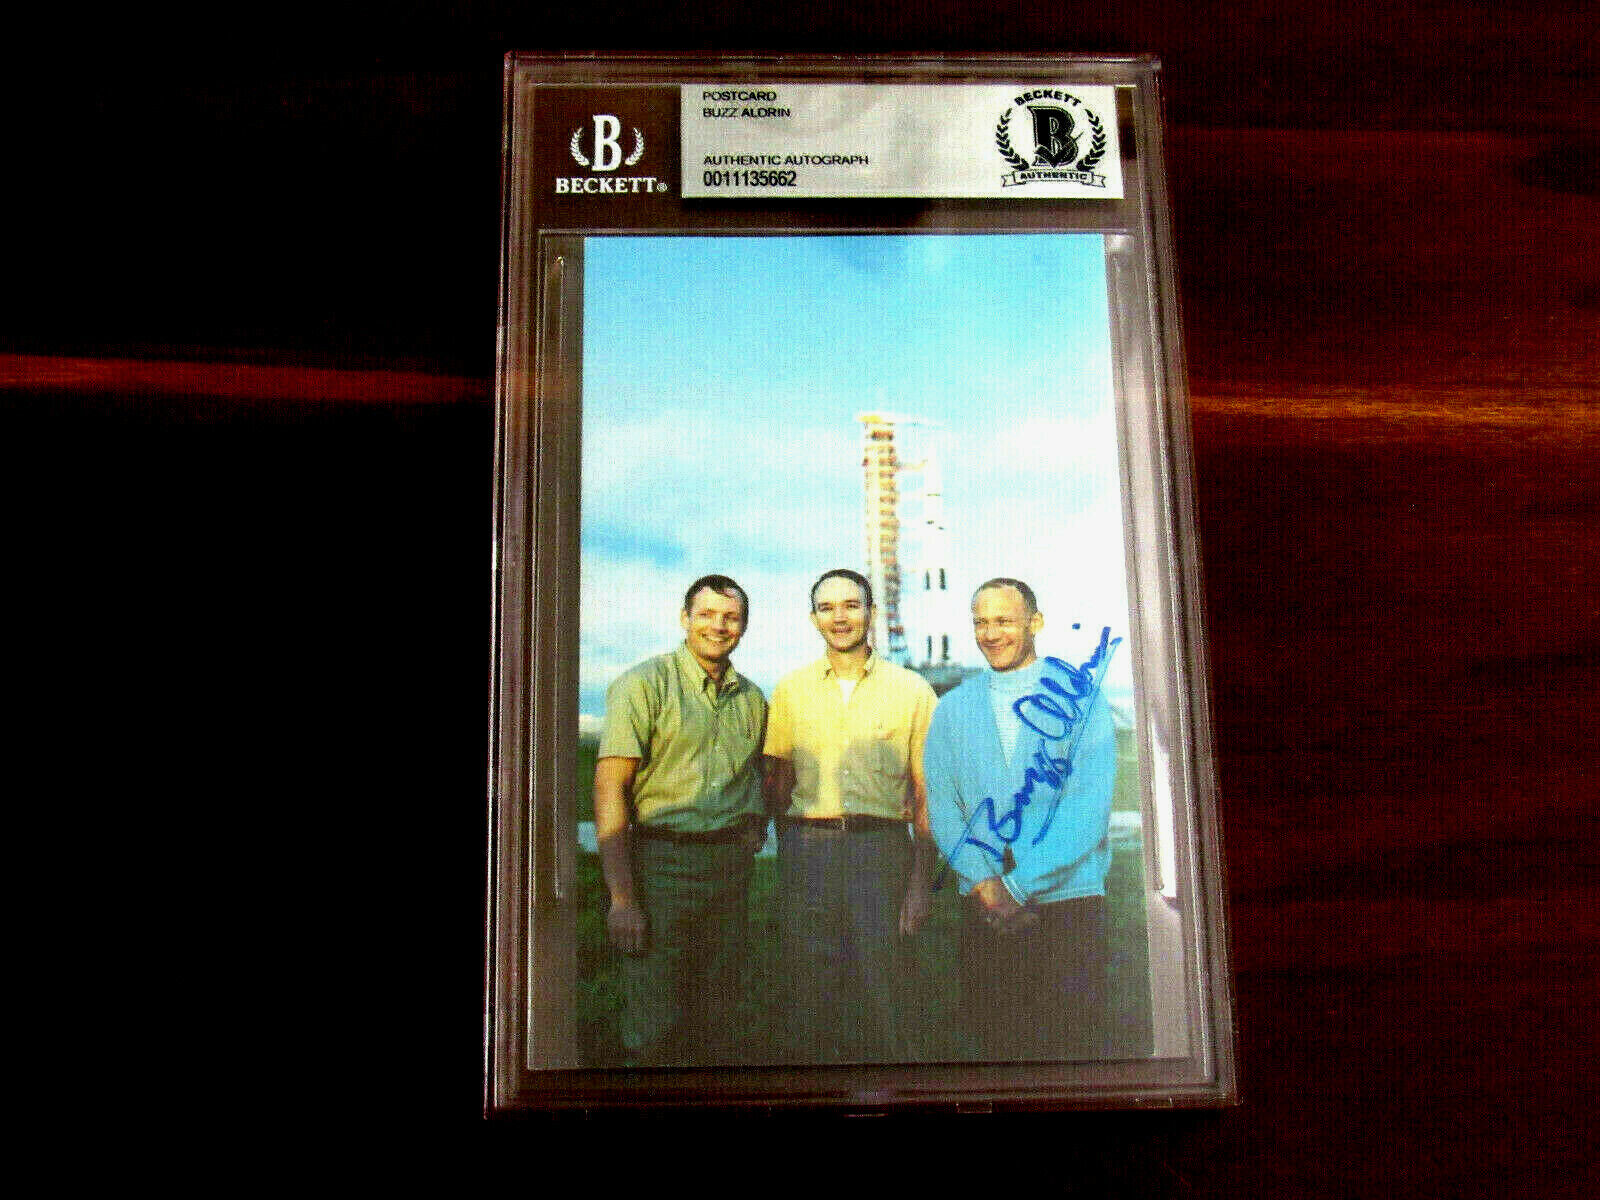 POSTCARD
BUZZ ALDRIN
AUTHENTIC AUTOGRAPH
0011135662
B
BECKETT®
BECKETT
B
AUTHENTIC
Buzz Aldrin